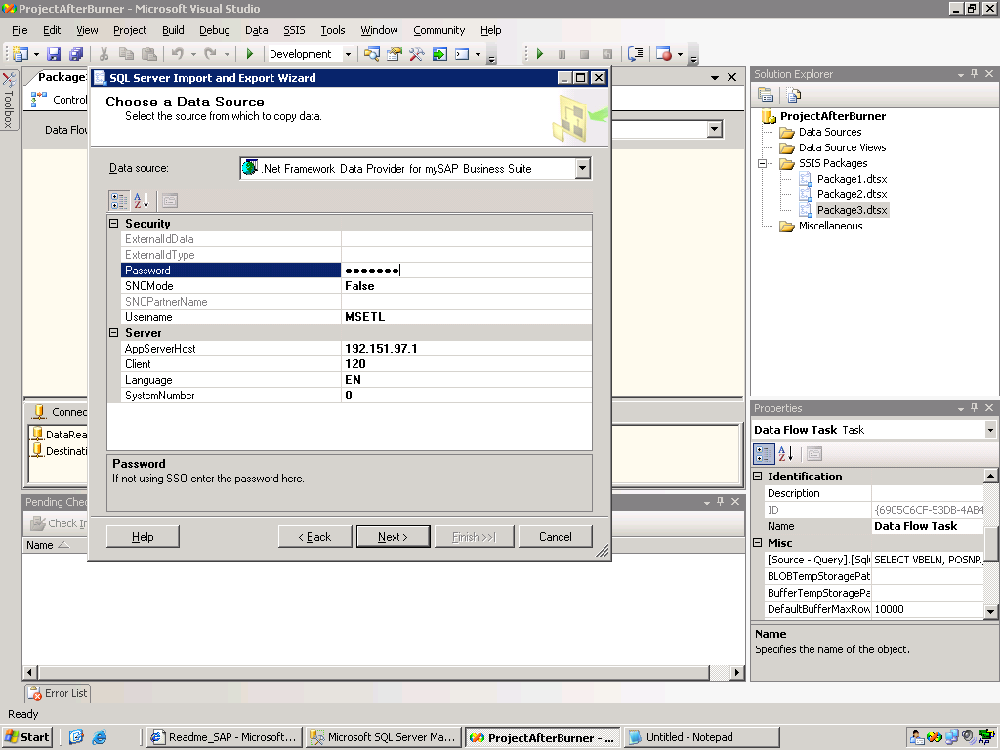 ProjectAfterBurner - Microsoft Visual Studio
File Edit View Project Build Debug Data SSIS Tools Window Community Help
Development
Toolbox
Package
Control
Data Flo
SQL Server Import and Export Wizard
Choose a Data Source
Select the source from which to copy data.
Data source: .Net Framework Data Provider for mySAP Business Suite
Security
ExternalIdData
ExternalIdType
Password ●●●●●●●
SNCMode False
SNCPartnerName
Username MSETL
Server
AppServerHost 192.151.97.1
Client 120
Language EN
SystemNumber 0
Password
If not using SSO enter the password here.
Help < Back Next > Finish >>| Cancel
Connec
DataRea
Destinati
Pending Chec
Check In
Name
Error List
Ready
Solution Explorer
ProjectAfterBurner
Data Sources
Data Source Views
SSIS Packages
Package1.dtsx
Package2.dtsx
Package3.dtsx
Miscellaneous
Properties
Data Flow Task Task
Identification
Description
ID {6905C6CF-53DB-4AB4
Name Data Flow Task
Misc
[Source - Query].[Sql SELECT VBELN, POSNR
BLOBTempStoragePat
BufferTempStoragePa
DefaultBufferMaxRow 10000
Name
Specifies the name of the object.
Start Readme_SAP - Microsoft... Microsoft SQL Server Ma... ProjectAfterBurner - ... Untitled - Notepad